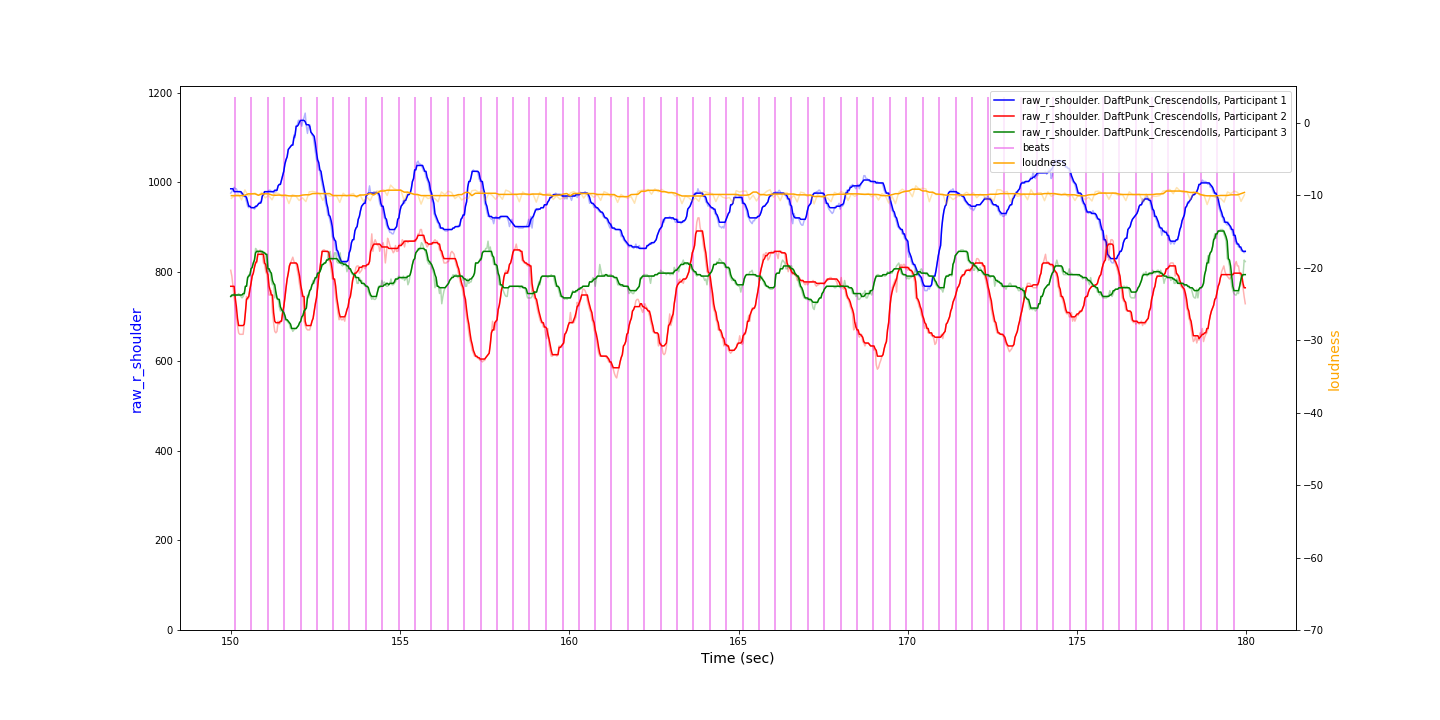 raw_r_shoulder. DaftPunk_Crescendolls, Participant 1
raw_r_shoulder. DaftPunk_Crescendolls, Participant 2
raw_r_shoulder. DaftPunk_Crescendolls, Participant 3
beats
loudness
1200
1000
800
600
400
200
0
raw_r_shoulder
0
−10
−20
−30
−40
−50
−60
−70
loudness
150
155
160
165
170
175
180
Time (sec)